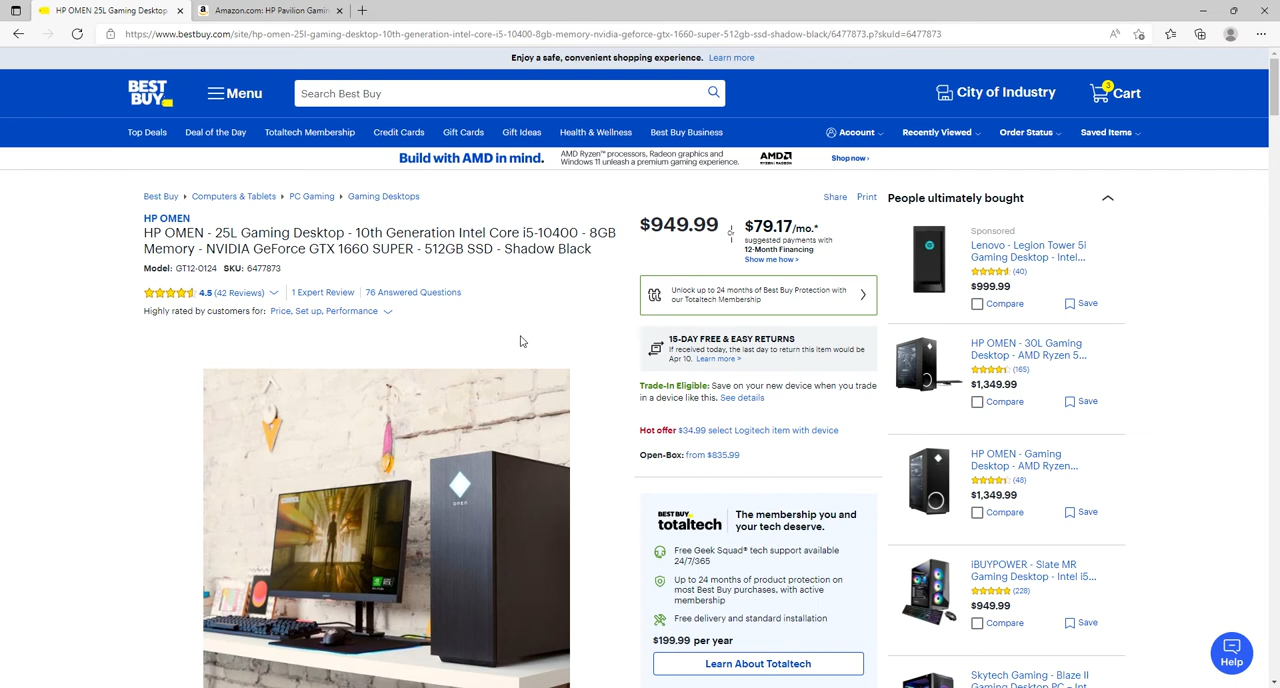 HP OMEN 25L Gaming Desktop
Amazon.com: HP Pavilion Gamin
https://www.bestbuy.com/site/hp-omen-25l-gaming-desktop-10th-generation-intel-core-i5-10400-8gb-memory-nvidia-geforce-gtx-1660-super-512gb-ssd-shadow-black/6477873.p?skuId=6477873
Enjoy a safe, convenient shopping experience. Learn more
BEST BUY
Menu
Search Best Buy
City of Industry
3
Cart
Top Deals
Deal of the Day
Totaltech Membership
Credit Cards
Gift Cards
Gift Ideas
Health & Wellness
Best Buy Business
Account
Recently Viewed
Order Status
Saved Items
Build with AMD in mind.
AMD Ryzen™ processors, Radeon graphics and
Windows 11 unleash a premium gaming experience.
AMD
RYZEN | RADEON
Shop now ›
Best Buy
Computers & Tablets
PC Gaming
Gaming Desktops
Share
Print
HP OMEN
HP OMEN - 25L Gaming Desktop - 10th Generation Intel Core i5-10400 - 8GB
Memory - NVIDIA GeForce GTX 1660 SUPER - 512GB SSD - Shadow Black
Model: GT12-0124 SKU: 6477873
4.5 (42 Reviews)
1 Expert Review
76 Answered Questions
Highly rated by customers for: Price, Set up, Performance
OMEN
$949.99
or
$79.17/mo.*
suggested payments with
12-Month Financing
Show me how >
Unlock up to 24 months of Best Buy Protection with
our Totaltech Membership
15-DAY FREE & EASY RETURNS
If received today, the last day to return this item would be
Apr 10. Learn more >
Trade-In Eligible: Save on your new device when you trade
in a device like this. See details
Hot offer $34.99 select Logitech item with device
Open-Box: from $835.99
BEST BUY
totaltech
The membership you and
your tech deserve.
Free Geek Squad® tech support available
24/7/365
Up to 24 months of product protection on
most Best Buy purchases, with active
membership
Free delivery and standard installation
$199.99 per year
Learn About Totaltech
People ultimately bought
Sponsored
Lenovo - Legion Tower 5i
Gaming Desktop - Intel...
(40)
$999.99
Compare
Save
HP OMEN - 30L Gaming
Desktop - AMD Ryzen 5...
(165)
$1,349.99
Compare
Save
HP OMEN - Gaming
Desktop - AMD Ryzen...
(48)
$1,349.99
Compare
Save
iBUYPOWER - Slate MR
Gaming Desktop - Intel i5...
(228)
$949.99
Compare
Save
Skytech Gaming - Blaze II
Gaming Desktop PC – Int
Help